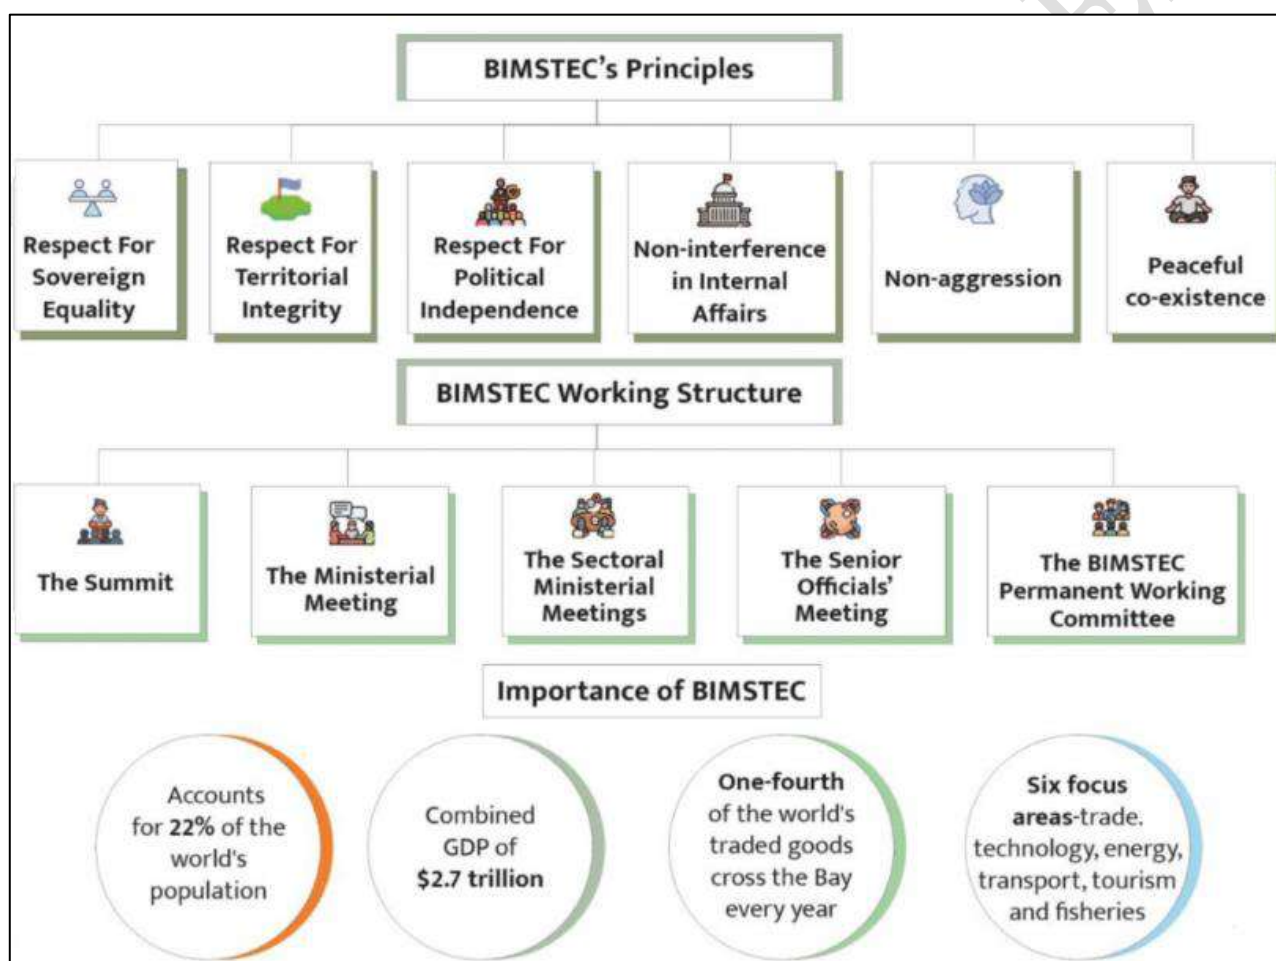 BIMSTEC's Principles
Respect For
Sovereign
Equality
Respect For
Territorial
Integrity
Respect For
Political
Independence
Non-interference
in Internal
Affairs
Non-aggression
Peaceful
co-existence
BIMSTEC Working Structure
The Summit
The Ministerial
Meeting
The Sectoral
Ministerial
Meetings
The Senior
Officials'
Meeting
The BIMSTEC
Permanent Working
Committee
Importance of BIMSTEC
Accounts
for 22% of the
world's
population
Combined
GDP of
$2.7 trillion
One-fourth
of the world's
traded goods
cross the Bay
every year
Six focus
areas-trade.
technology, energy,
transport, tourism
and fisheries